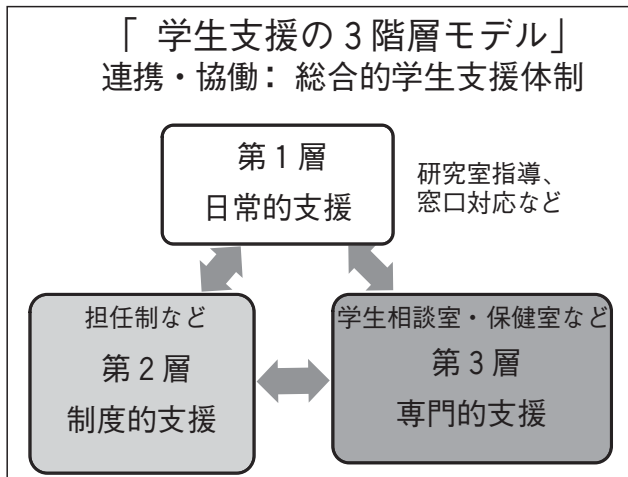 「 学生支援の3階層モデル」
連携・協働： 総合的学生支援体制
第1層
日常的支援
研究室指導、
窓口対応など
担任制など
第2層
制度的支援
学生相談室・保健室など
第3層
専門的支援